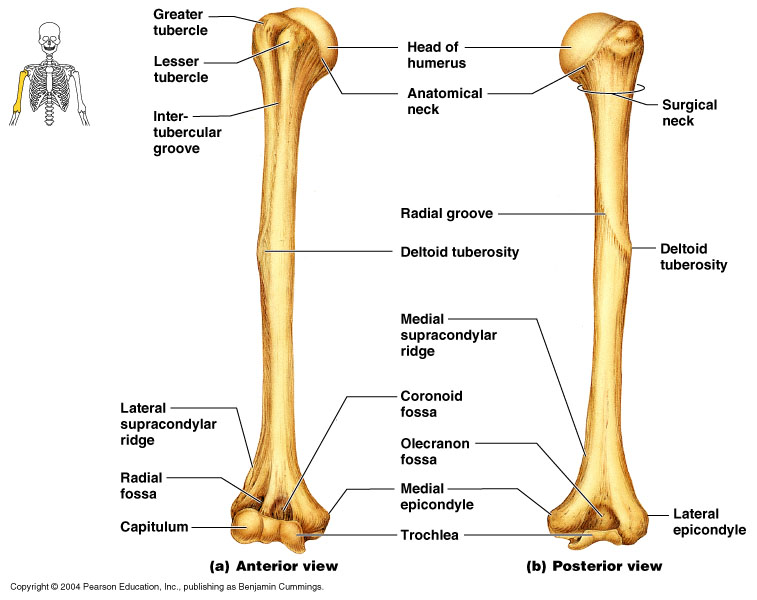 Greater
tubercle
Lesser
tubercle
Inter-
tubercular
groove
Head of
humerus
Anatomical
neck
Surgical
neck
Radial groove
Deltoid tuberosity
Deltoid
tuberosity
Medial
supracondylar
ridge
Lateral
supracondylar
ridge
Coronoid
fossa
Olecranon
fossa
Radial
fossa
Medial
epicondyle
Capitulum
Trochlea
Lateral
epicondyle
(a) Anterior view
(b) Posterior view
Copyright © 2004 Pearson Education, Inc., publishing as Benjamin Cummings.